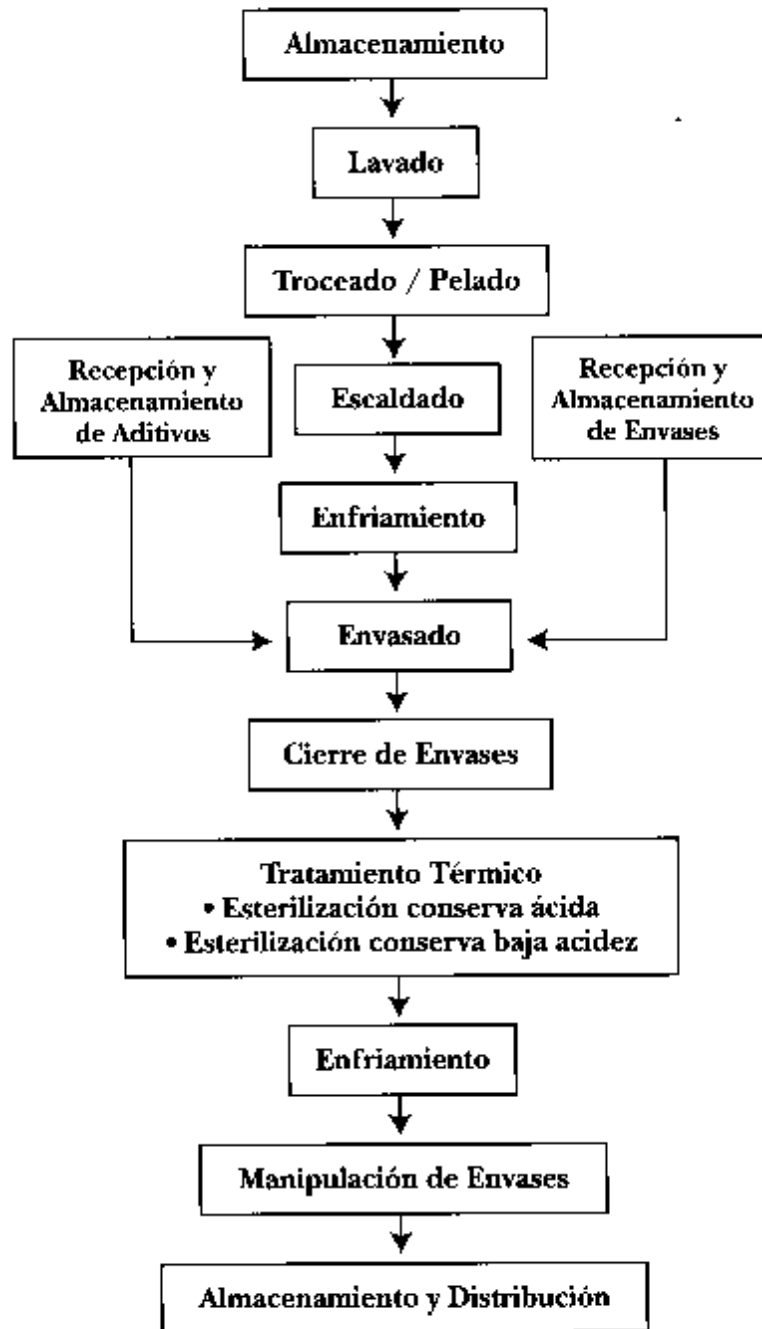 Almacenamiento
Lavado
Troceado / Pelado
Recepción y
Almacenamiento
de Aditivos
Escaldado
Recepción y
Almacenamiento
de Envases
Enfriamiento
Envasado
Cierre de Envases
Tratamiento Térmico
• Esterilización conserva ácida
• Esterilización conserva baja acidez
Enfriamiento
Manipulación de Envases
Almacenamiento y Distribución